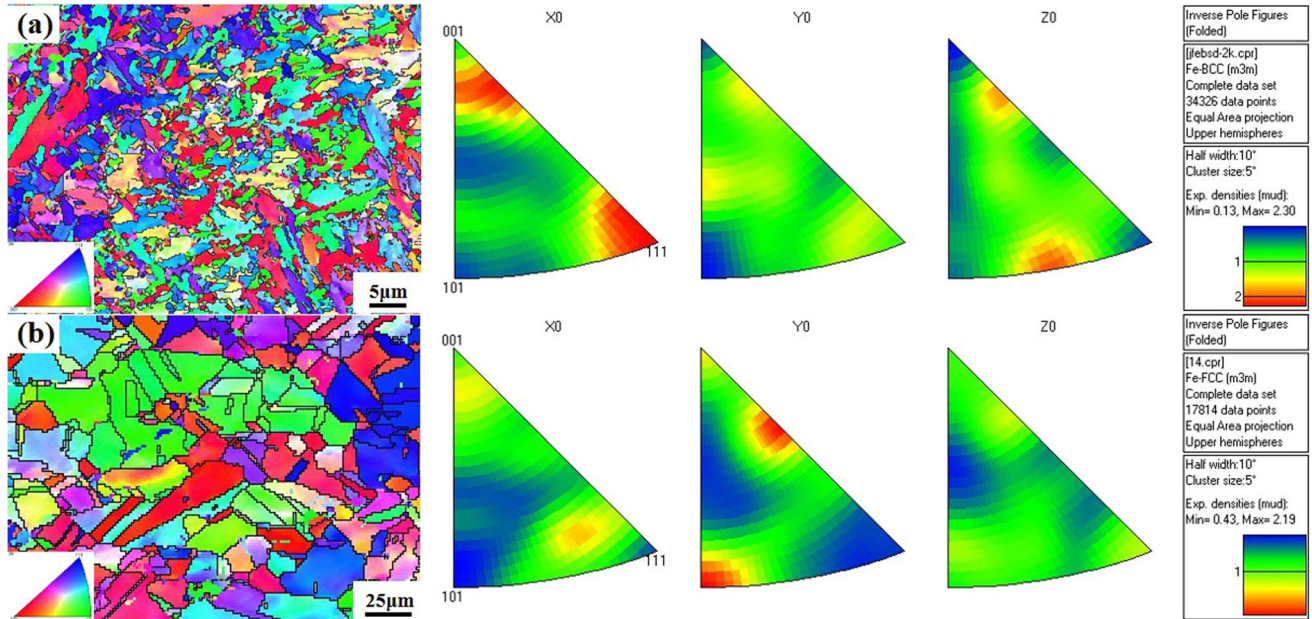 (a)
5μm
X0
Y0
Z0
001
111
101
Inverse Pole Figures
(Folded)
[jfebsd-2k.cpr]
Fe-BCC (m3m)
Complete data set
34326 data points
Equal Area projection
Upper hemispheres
Half width:10°
Cluster size:5°
Exp. densities (mud):
Min= 0.13, Max= 2.30
1
2
(b)
25μm
X0
Y0
Z0
001
111
101
Inverse Pole Figures
(Folded)
[14.cpr]
Fe-FCC (m3m)
Complete data set
17814 data points
Equal Area projection
Upper hemispheres
Half width:10°
Cluster size:5°
Exp. densities (mud):
Min= 0.43, Max= 2.19
1